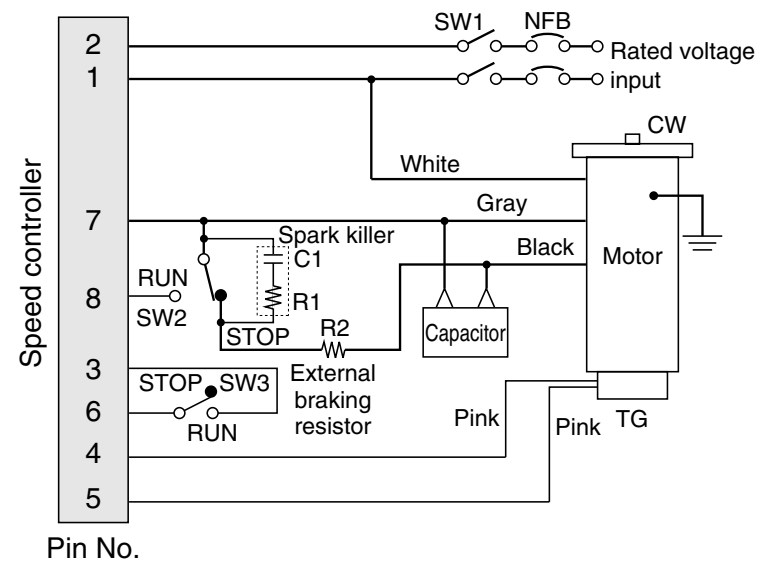 SW1
NFB
2
Rated voltage
1
input
CW
White
Speed controller
7
Gray
Spark killer
C1
Black
Motor
RUN
8
R1
SW2
STOP
R2
Capacitor
3
STOP
SW3
External
braking
resistor
6
RUN
Pink
Pink
TG
4
5
Pin No.